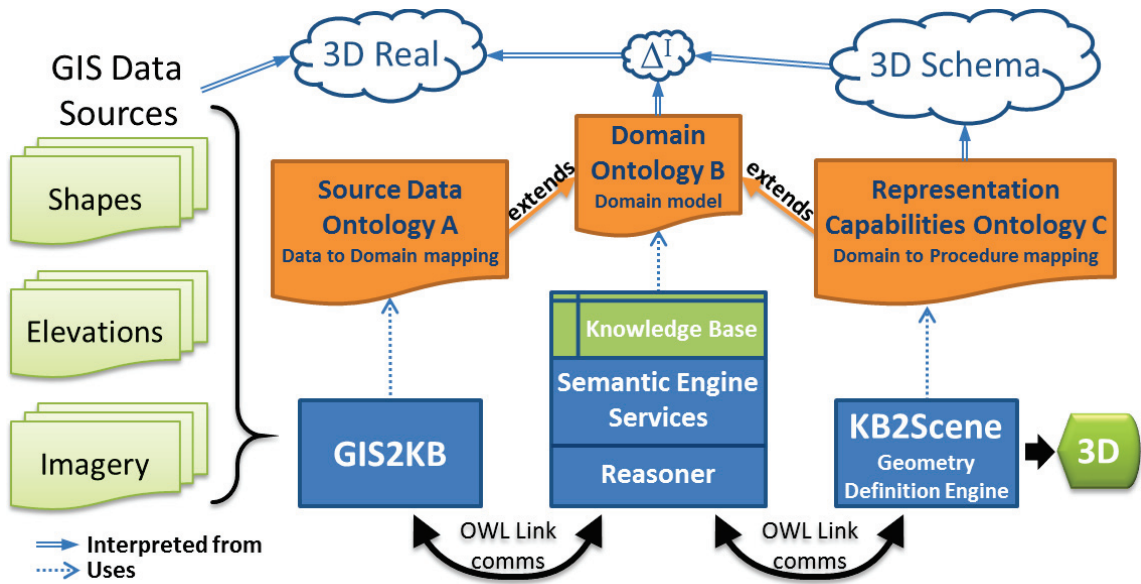 GIS Data
Sources
Shapes
Elevations
Imagery
3D Real
Δ^I
3D Schema
Source Data
Ontology A
Data to Domain mapping
extends
Domain
Ontology B
Domain model
extends
Representation
Capabilities Ontology C
Domain to Procedure mapping
GIS2KB
Knowledge Base
Semantic Engine
Services
Reasoner
KB2Scene
Geometry
Definition Engine
3D
OWL Link
comms
OWL Link
comms
Interpreted from
Uses